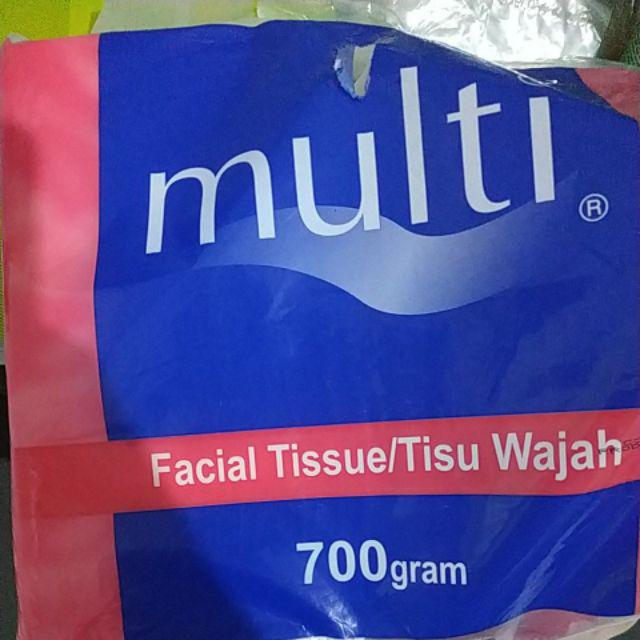 multi®
Facial Tissue/Tisu Wajah
700gram